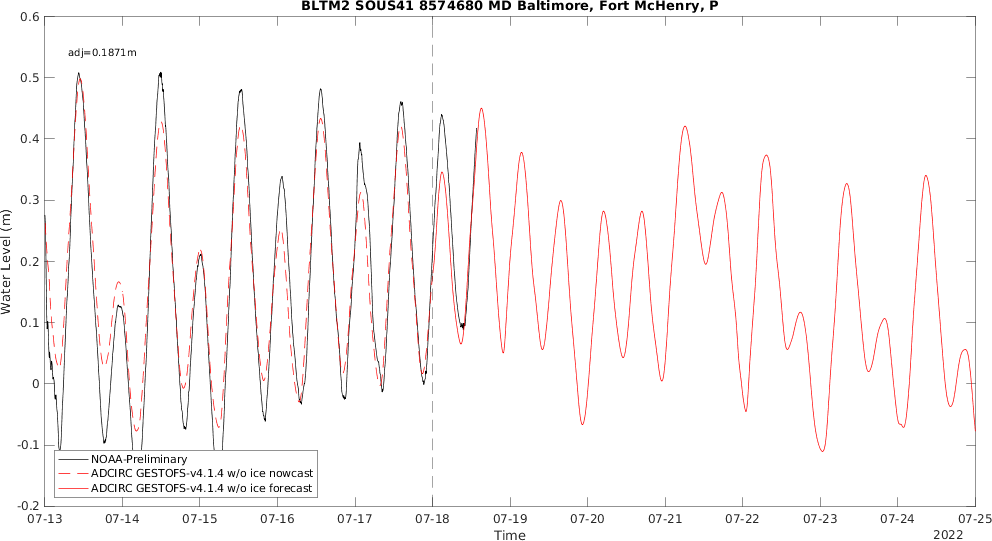 BLTM2 SOUS41 8574680 MD Baltimore, Fort McHenry, P
adj=0.1871m
0.6
0.5
0.4
0.3
0.2
0.1
0
-0.1
-0.2
Water Level (m)
NOAA-Preliminary
ADCIRC GESTOFS-v4.1.4 w/o ice nowcast
ADCIRC GESTOFS-v4.1.4 w/o ice forecast
07-13 07-14 07-15 07-16 07-17 07-18 07-19 07-20 07-21 07-22 07-23 07-24 07-25
Time
2022